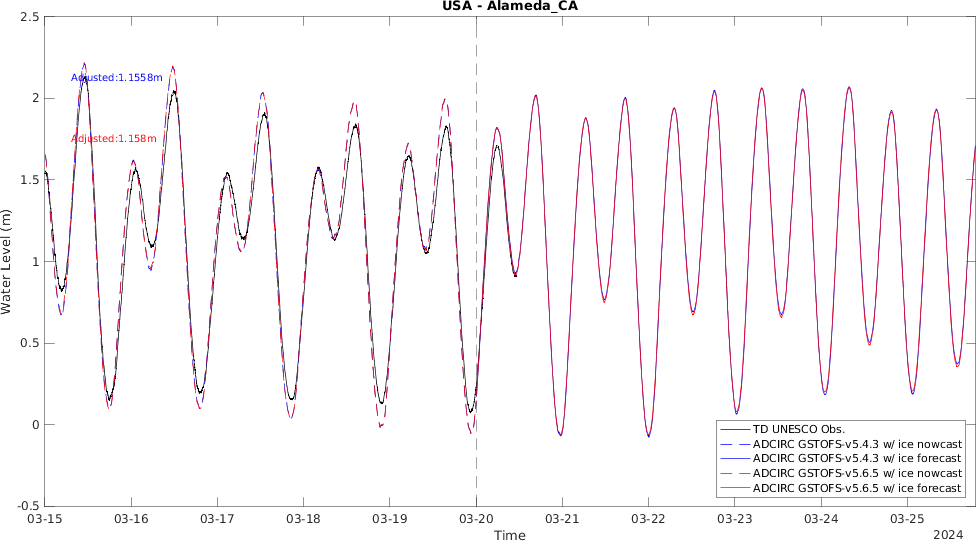 USA - Alameda_CA
2.5
2
1.5
1
0.5
0
-0.5
Water Level (m)
Adjusted:1.1558m
Adjusted:1.158m
TD UNESCO Obs.
ADCIRC GSTOFS-v5.4.3 w/ ice nowcast
ADCIRC GSTOFS-v5.4.3 w/ ice forecast
ADCIRC GSTOFS-v5.6.5 w/ ice nowcast
ADCIRC GSTOFS-v5.6.5 w/ ice forecast
03-15 03-16 03-17 03-18 03-19 03-20 03-21 03-22 03-23 03-24 03-25
Time
2024